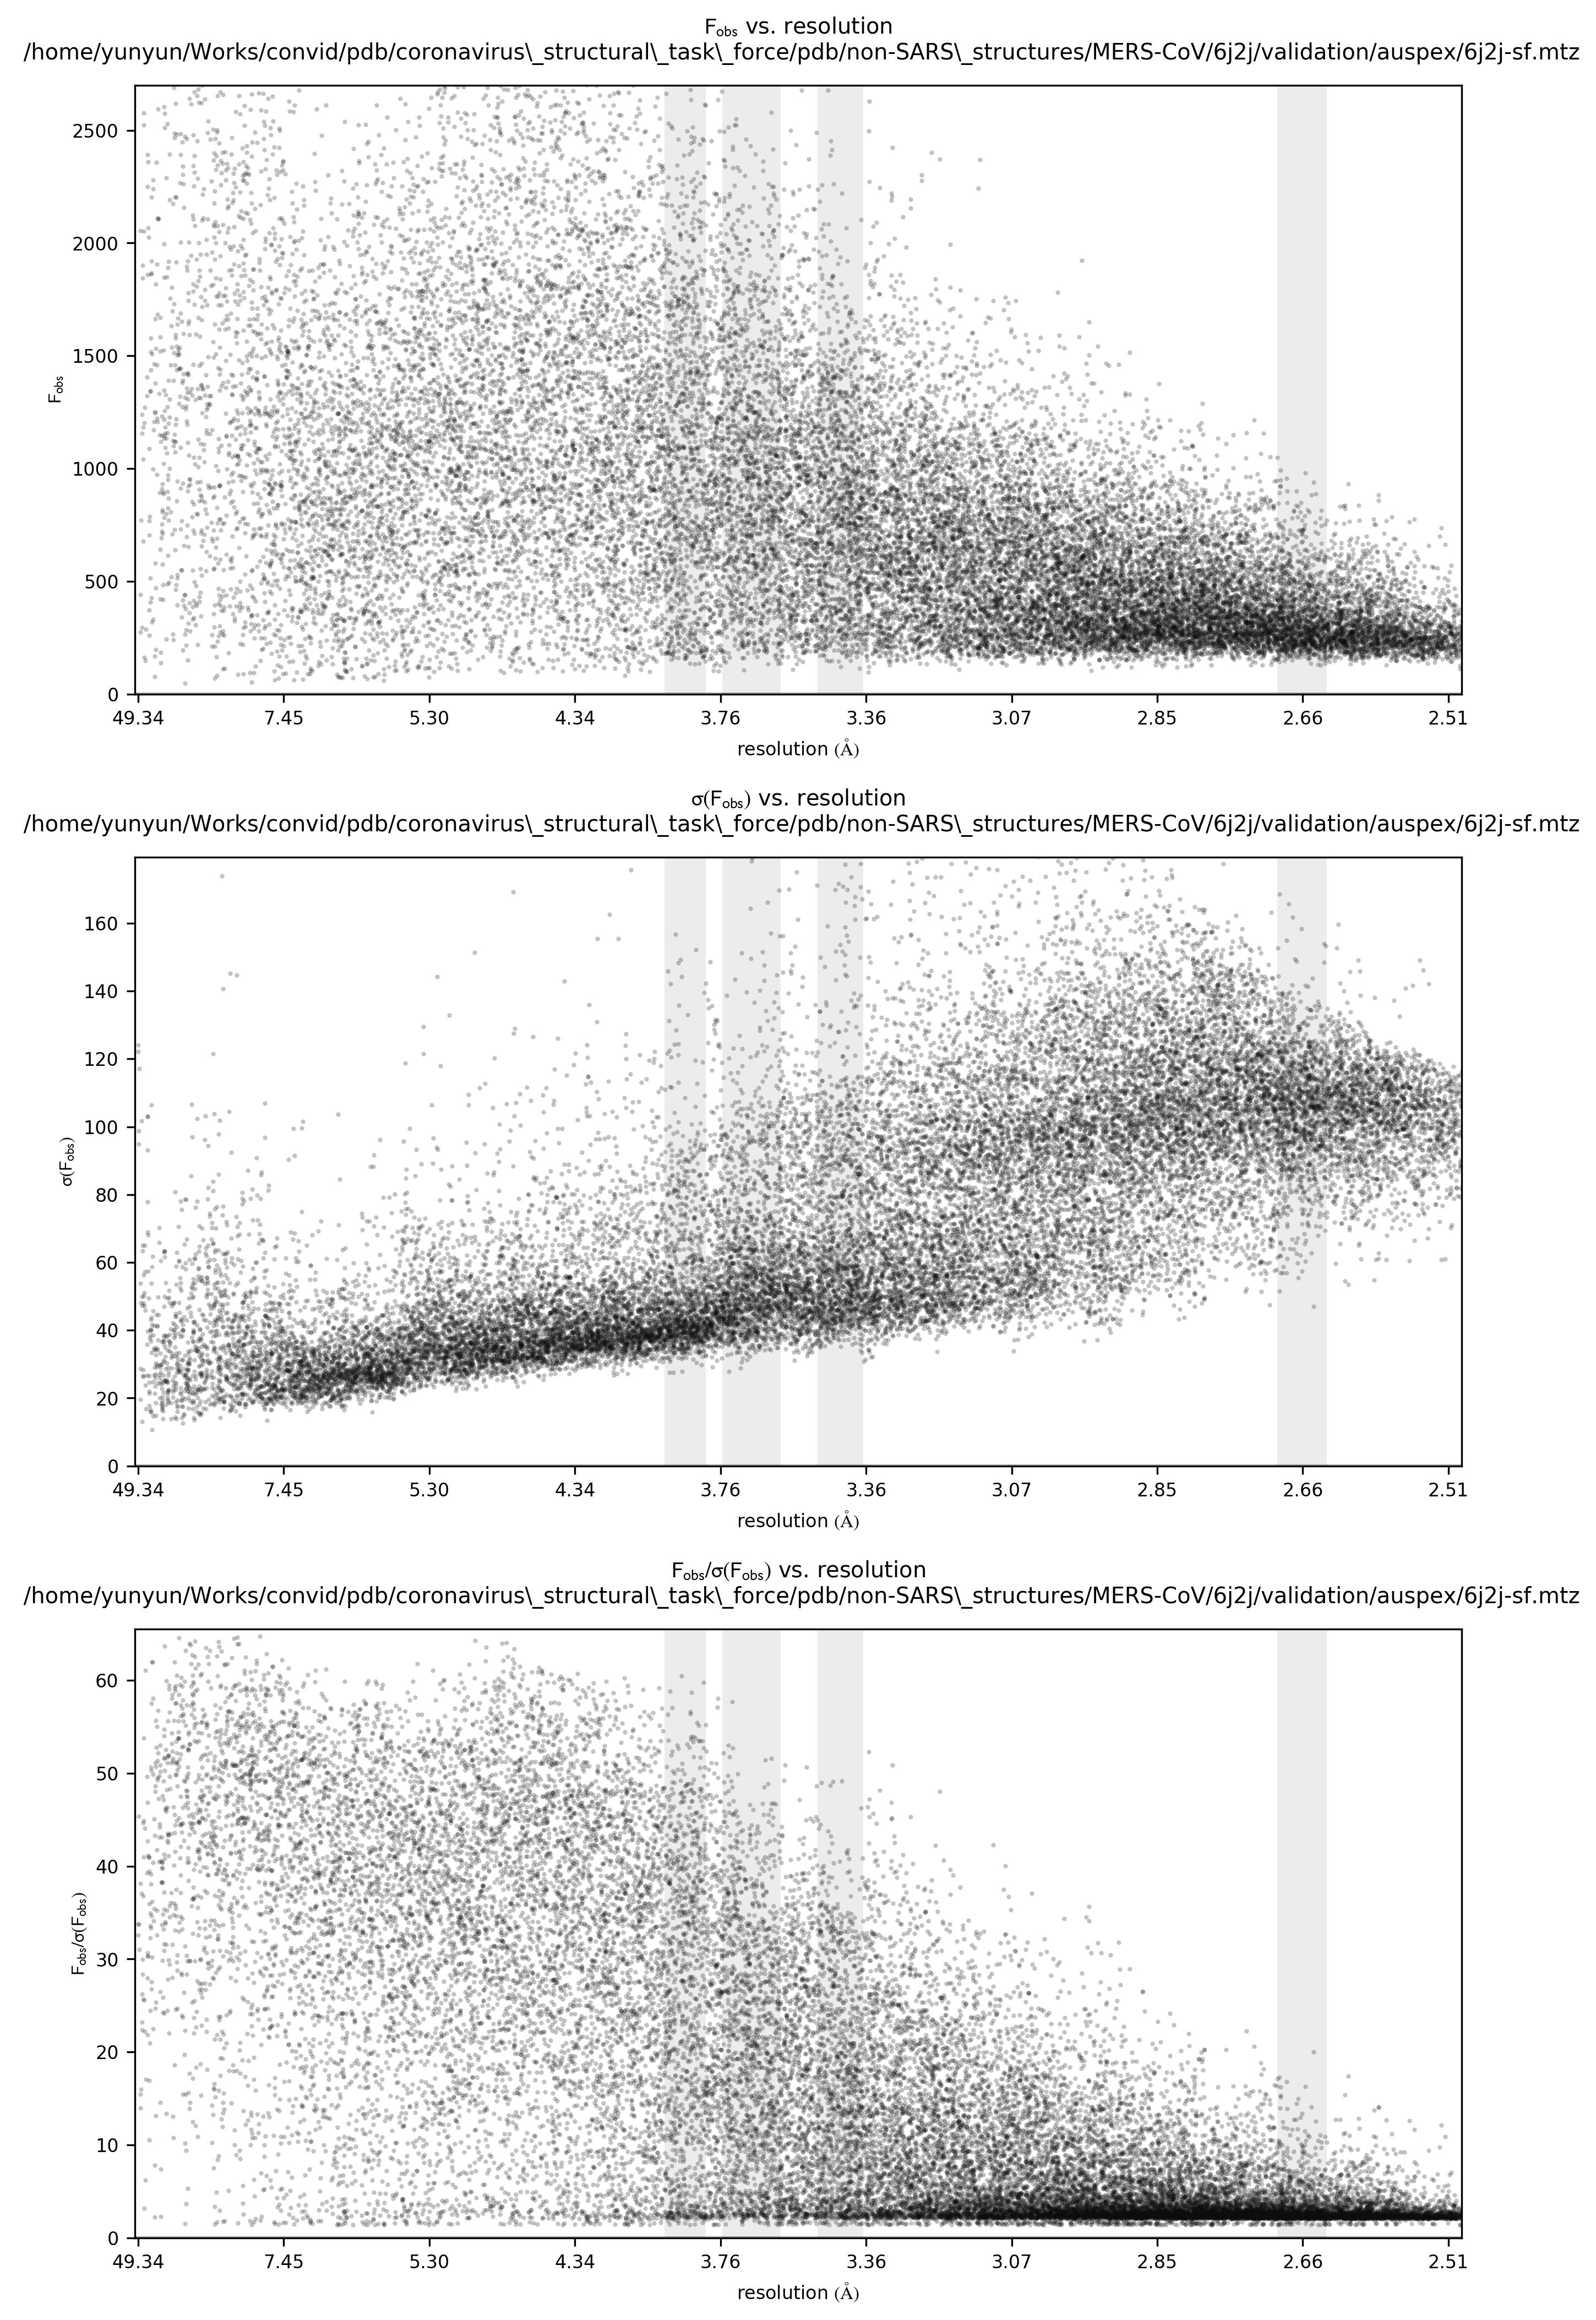 Fobs vs. resolution
/home/yunyun/Works/convid/pdb/coronavirus\_structural\_task\_force/pdb/non-SARS\_structures/MERS-CoV/6j2j/validation/auspex/6j2j-sf.mtz
2500
2000
1500
1000
500
0
Fobs
49.34 7.45 5.30 4.34 3.76 3.36 3.07 2.85 2.66 2.51
resolution (Å)
σ(Fobs) vs. resolution
/home/yunyun/Works/convid/pdb/coronavirus\_structural\_task\_force/pdb/non-SARS\_structures/MERS-CoV/6j2j/validation/auspex/6j2j-sf.mtz
160
140
120
100
80
60
40
20
0
σ(Fobs)
49.34 7.45 5.30 4.34 3.76 3.36 3.07 2.85 2.66 2.51
resolution (Å)
Fobs/σ(Fobs) vs. resolution
/home/yunyun/Works/convid/pdb/coronavirus\_structural\_task\_force/pdb/non-SARS\_structures/MERS-CoV/6j2j/validation/auspex/6j2j-sf.mtz
60
50
40
30
20
10
0
Fobs/σ(Fobs)
49.34 7.45 5.30 4.34 3.76 3.36 3.07 2.85 2.66 2.51
resolution (Å)